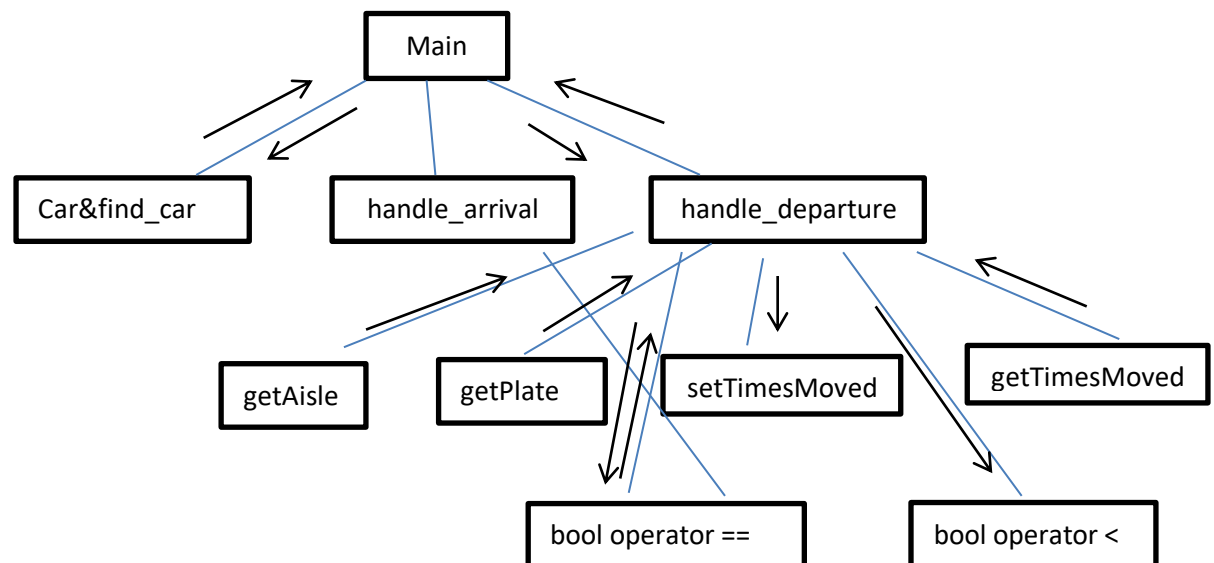 Main
Car&find_car
handle_arrival
handle_departure
getAisle
getPlate
setTimesMoved
getTimesMoved
bool operator ==
bool operator <